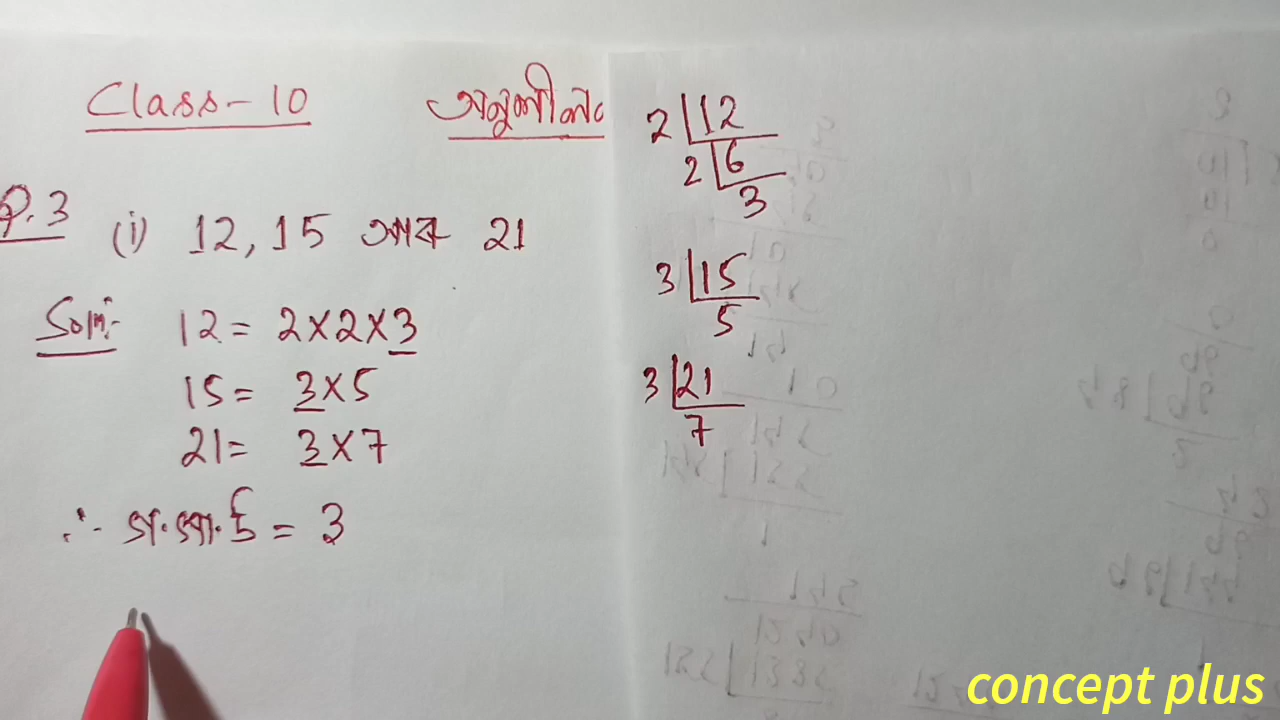 Class-10 অনুশীলন
Q.3 (i) 12, 15 আৰু 21
Soln:-
12 = 2×2×3
15 = 3×5
21 = 3×7
∴ গ.সা.উ = 3
2 | 12
2 | 6
3
3 | 15
5
3 | 21
7
concept plus